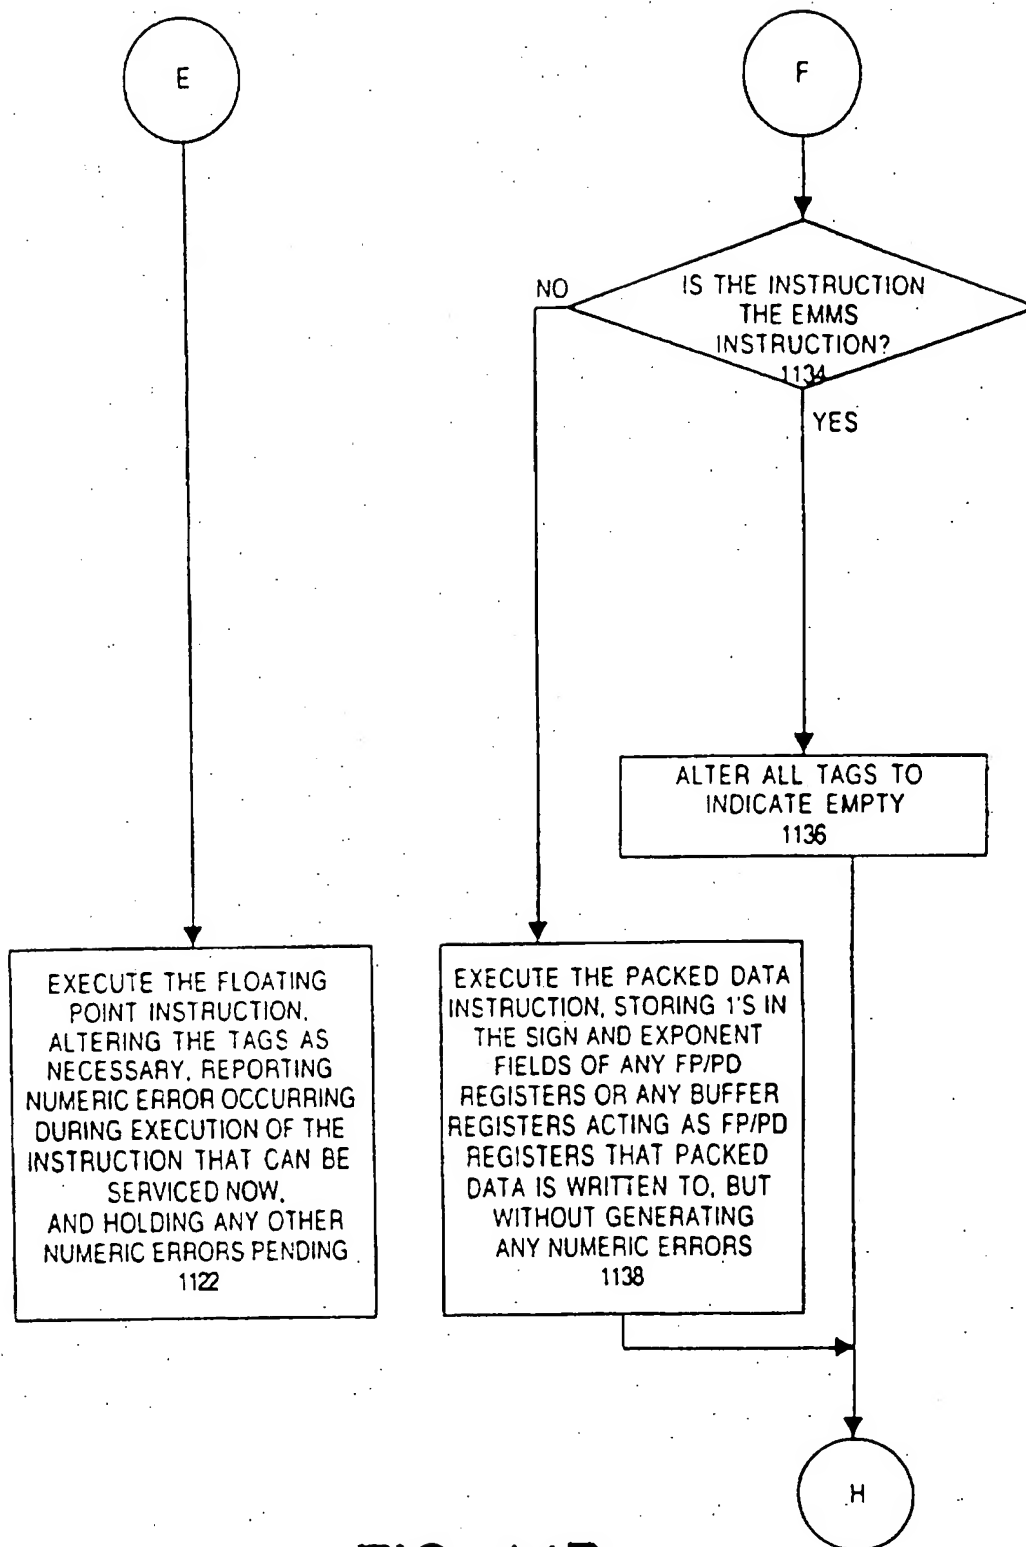 E
F
IS THE INSTRUCTION
THE EMMS
INSTRUCTION?
1134
NO
YES
ALTER ALL TAGS TO
INDICATE EMPTY
1136
EXECUTE THE FLOATING
POINT INSTRUCTION,
ALTERING THE TAGS AS
NECESSARY, REPORTING
NUMERIC ERROR OCCURRING
DURING EXECUTION OF THE
INSTRUCTION THAT CAN BE
SERVICED NOW,
AND HOLDING ANY OTHER
NUMERIC ERRORS PENDING
1122
EXECUTE THE PACKED DATA
INSTRUCTION, STORING 1'S IN
THE SIGN AND EXPONENT
FIELDS OF ANY FP/PD
REGISTERS OR ANY BUFFER
REGISTERS ACTING AS FP/PD
REGISTERS THAT PACKED
DATA IS WRITTEN TO, BUT
WITHOUT GENERATING
ANY NUMERIC ERRORS
1138
H